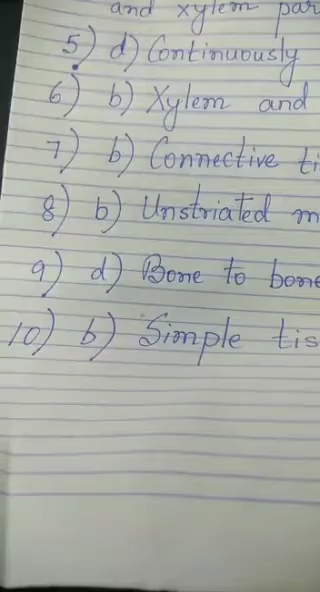 and xylem par
5) d) Continuously
6) b) Xylem and
7) b) Connective ti
8) b) Unstriated m
9) d) Bone to bone
10) b) Simple tis